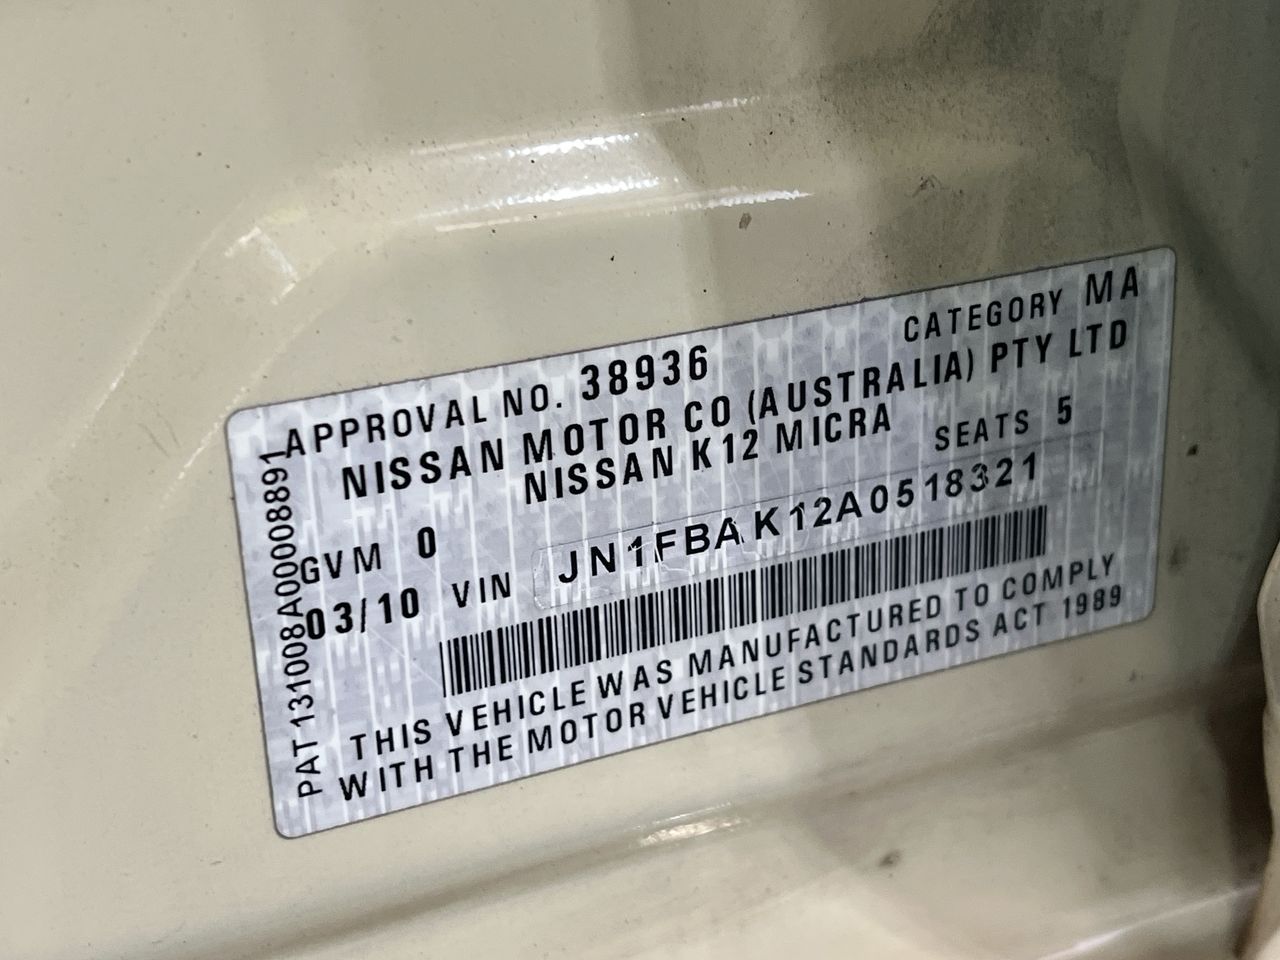 APPROVAL NO. 38936 CATEGORY MA
NISSAN MOTOR CO (AUSTRALIA) PTY LTD
NISSAN K12 MICRA SEATS 5
GVM 0
03/10 VIN JN1FBAK12A0518321
THIS VEHICLE WAS MANUFACTURED TO COMPLY
WITH THE MOTOR VEHICLE STANDARDS ACT 1989
PAT 131008A00008891